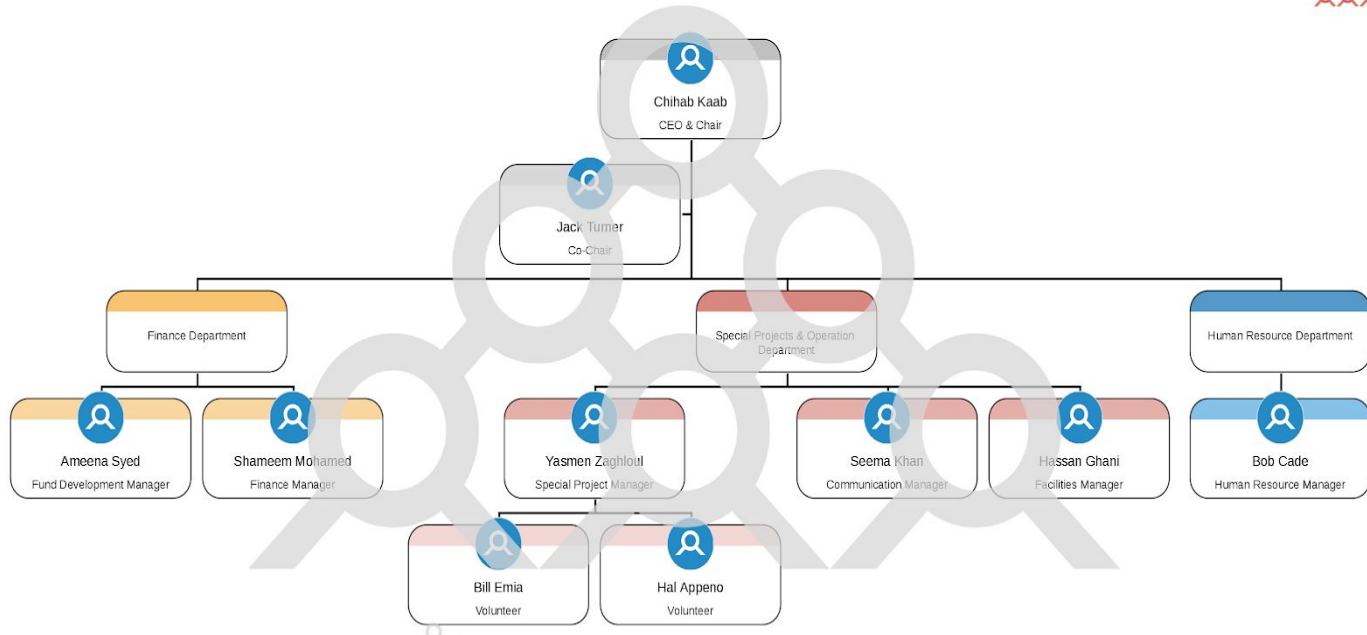 Chihab Kaab
CEO & Chair
Jack Turner
Co-Chair
Finance Department
Special Projects & Operation
Department
Human Resource Department
Ameena Syed
Fund Development Manager
Shameem Mohamed
Finance Manager
Yasmen Zaghloul
Special Project Manager
Seema Khan
Communication Manager
Hassan Ghani
Facilities Manager
Bob Cade
Human Resource Manager
Bill Emia
Volunteer
Hal Appeno
Volunteer